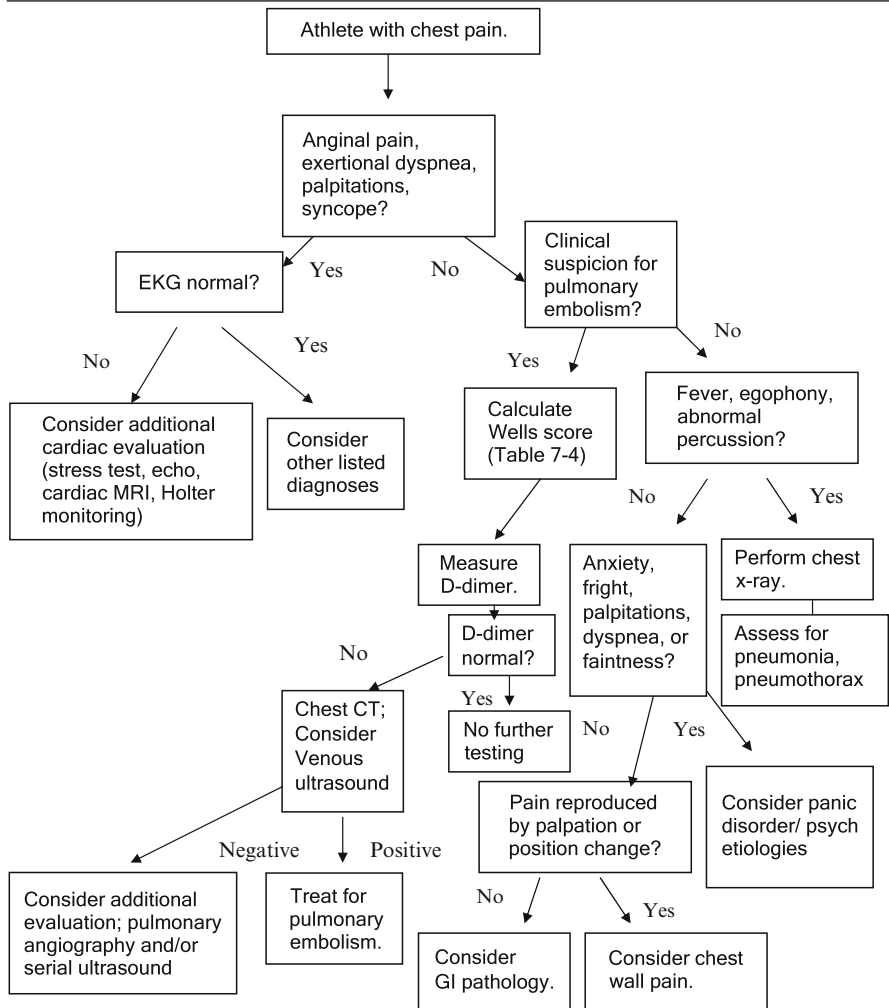 Athlete with chest pain.
Anginal pain,
exertional dyspnea,
palpitations,
syncope?
Yes
No
EKG normal?
Clinical
suspicion for
pulmonary
embolism?
No
Yes
Yes
No
Consider additional
cardiac evaluation
(stress test, echo,
cardiac MRI, Holter
monitoring)
Consider
other listed
diagnoses
Calculate
Wells score
(Table 7-4)
Fever, egophony,
abnormal
percussion?
No
Yes
Measure
D-dimer.
Anxiety,
fright,
palpitations,
dyspnea, or
faintness?
Perform chest
x-ray.
D-dimer
normal?
Assess for
pneumonia,
pneumothorax
No
Yes
Chest CT;
Consider
Venous
ultrasound
No further
testing
No
Yes
Pain reproduced
by palpation or
position change?
Consider panic
disorder/ psych
etiologies
Negative
Positive
Consider additional
evaluation; pulmonary
angiography and/or
serial ultrasound
Treat for
pulmonary
embolism.
No
Yes
Consider
GI pathology.
Consider chest
wall pain.